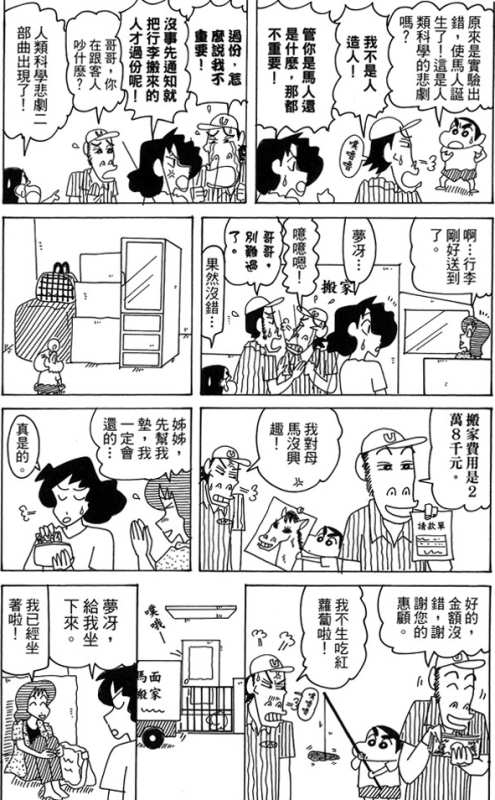 原來是實驗出
錯，使馬人誕
生了！這是人
類科學的悲劇
嗎？
我不是人
造人！
管你是馬人還
是什麼，那都
不重要！
過份，怎
麼說我不
重要！
沒事先通知就
把行李搬來的
人才過份呢！
哥哥，你
在跟客人
吵什麼？
人類科學悲劇二
部曲出現了！
啊…行李
剛好送到
了。
搬家
夢冴…
噫噫嗯！
哥哥，
別難過
了。
果然沒錯…
搬家費用是2
萬8千元。
請款單
我對母
馬沒興
趣！
姊姊，
先幫我
墊，我
一定會
還的…
真是的。
好的，
金額沒
錯，謝
謝您的
惠顧。
我不生吃紅
蘿蔔啦！
馬面
搬家
夢冴，
給我坐
下來。
我已經坐
著啦！